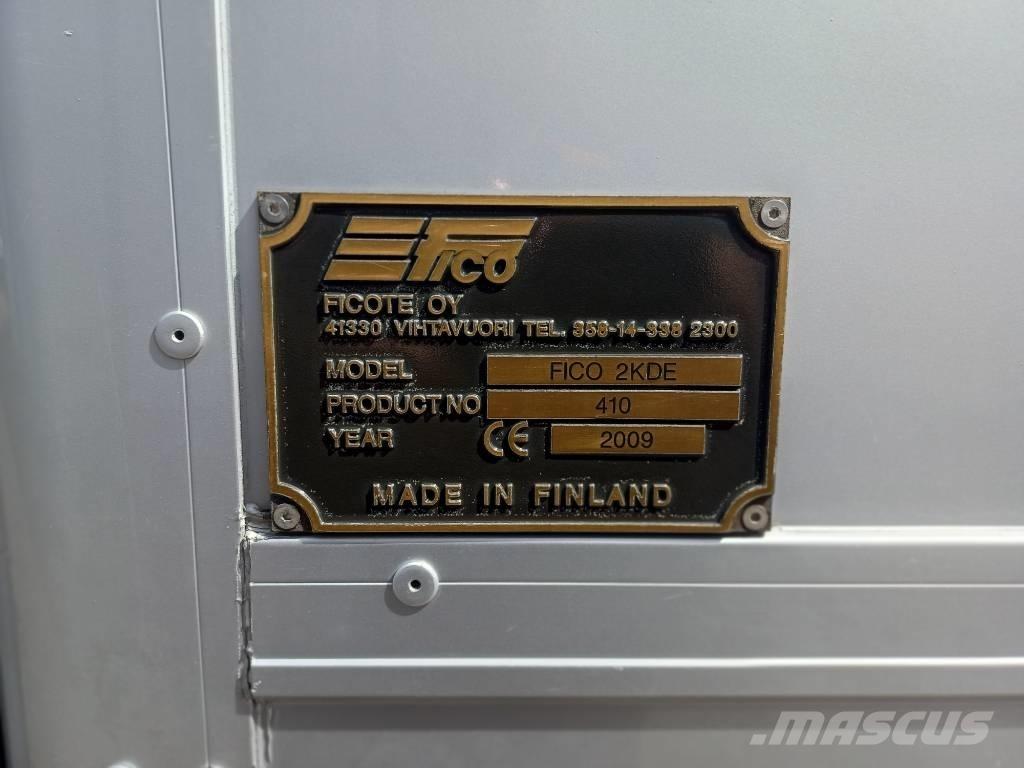 Fico
FICOTE OY
41330 VIHTAVUORI TEL. 358-14-338 2300
MODEL FICO 2KDE
PRODUCT NO 410
YEAR CE 2009
MADE IN FINLAND
MASCUS